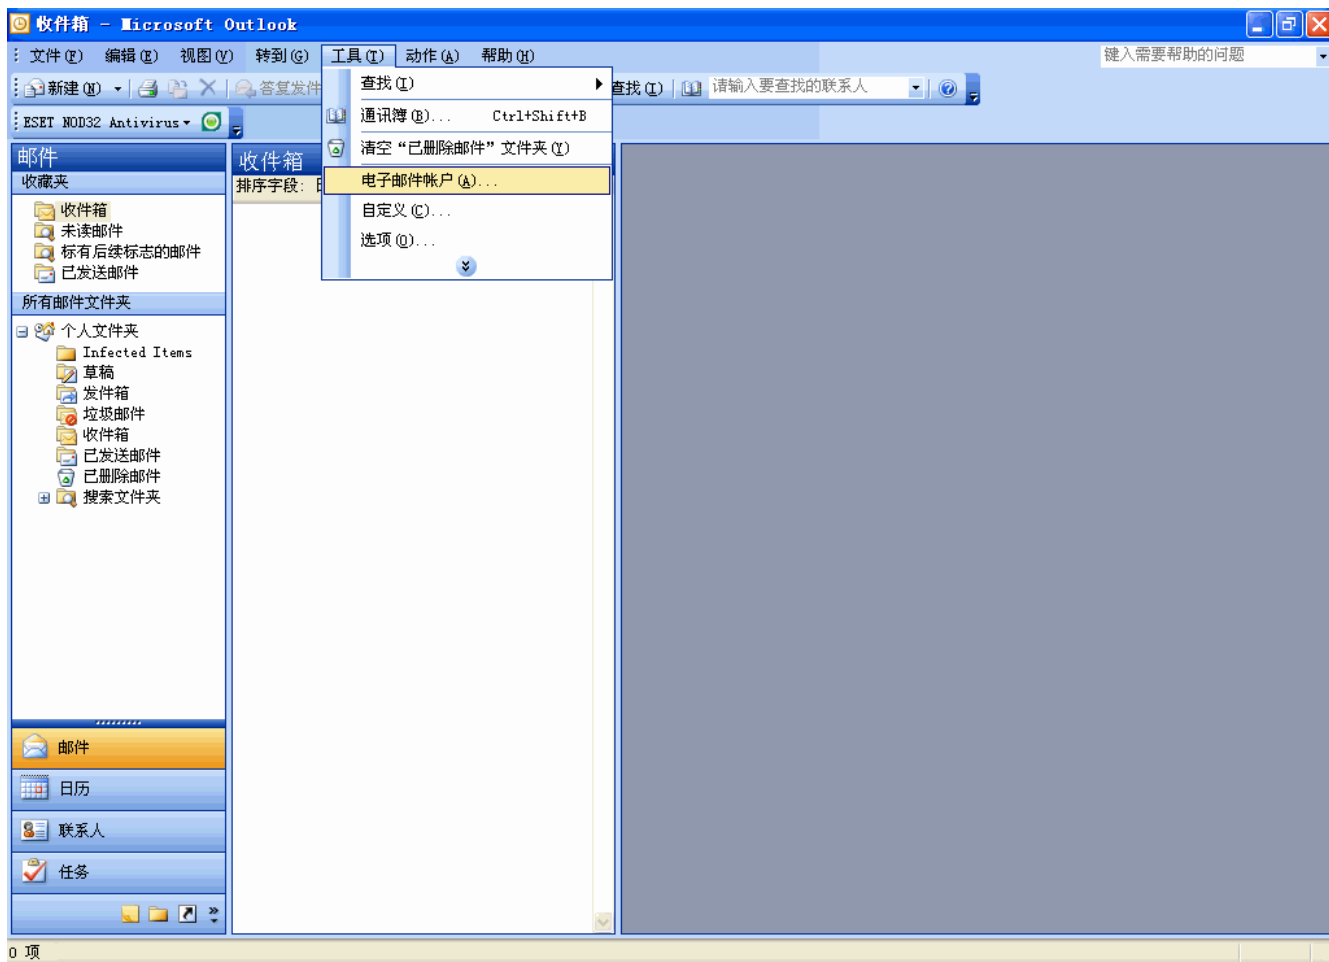 收件箱 - Microsoft Outlook
文件(F) 编辑(E) 视图(V) 转到(G) 工具(T) 动作(A) 帮助(H) 键入需要帮助的问题
新建(N) 答复发件 查找(I) 请输入要查找的联系人
ESET NOD32 Antivirus
查找(I)
通讯簿(B)... Ctrl+Shift+B
清空“已删除邮件”文件夹(Y)
电子邮件帐户(A)...
自定义(C)...
选项(O)...
邮件
收藏夹
收件箱
未读邮件
标有后续标志的邮件
已发送邮件
所有邮件文件夹
个人文件夹
Infected Items
草稿
发件箱
垃圾邮件
收件箱
已发送邮件
已删除邮件
搜索文件夹
收件箱
排序字段:
邮件
日历
联系人
任务
0 项